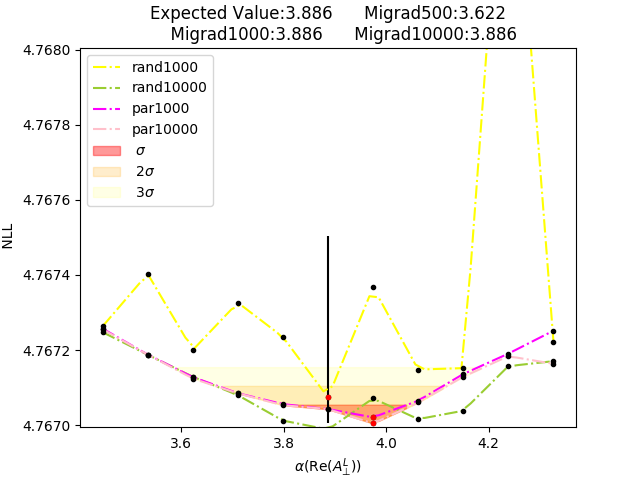 Expected Value:3.886 Migrad500:3.622
Migrad1000:3.886 Migrad10000:3.886
4.7680
4.7678
4.7676
4.7674
4.7672
4.7670
NLL
rand1000
rand10000
par1000
par10000
σ
2σ
3σ
3.6 3.8 4.0 4.2
α(Re(A⊥ᴸ))